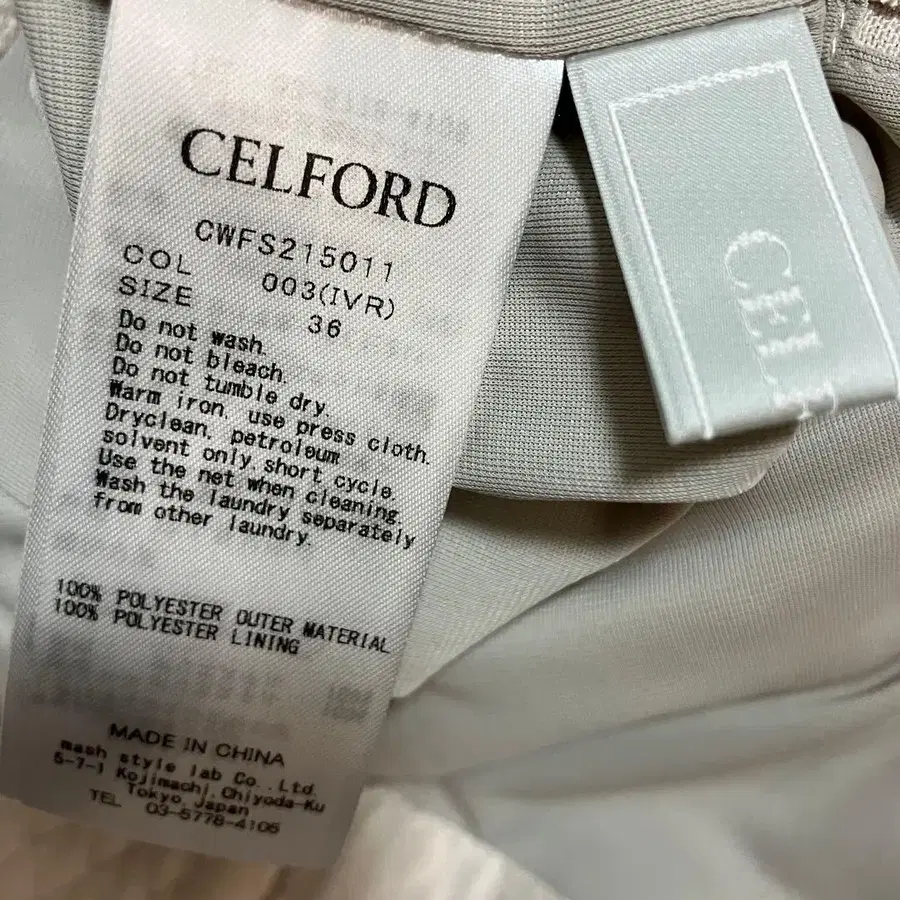 CELFORD
CWFS215011
COL 003(IVR)
SIZE 36
Do not wash.
Do not bleach.
Do not tumble dry.
Warm iron, use press cloth.
Dryclean, petroleum
solvent only, short cycle.
Use the net when cleaning.
Wash the laundry separately
from other laundry.
100% POLYESTER OUTER MATERIAL
100% POLYESTER LINING
MADE IN CHINA
mash style lab Co., Ltd.
5-7-1 Kojimachi, Chiyoda-Ku
Tokyo, Japan
TEL 03-5778-4105
CEL